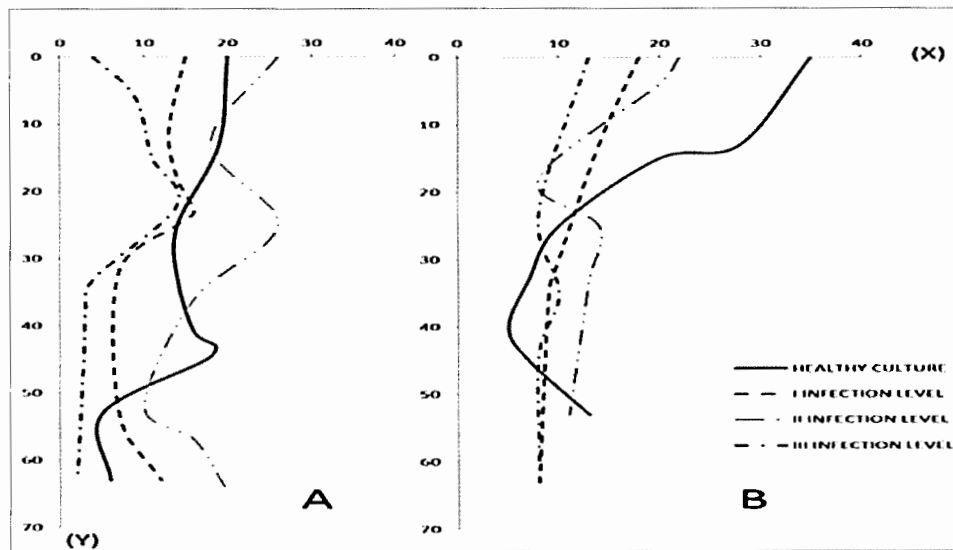 0 10 20 30 40
0 10 20 30 40 (X)
0
10
20
30
40
50
60
70
(Y)
A
0
10
20
30
40
50
60
70
B
HEALTHY CULTURE
I INFECTION LEVEL
II INFECTION LEVEL
III INFECTION LEVEL